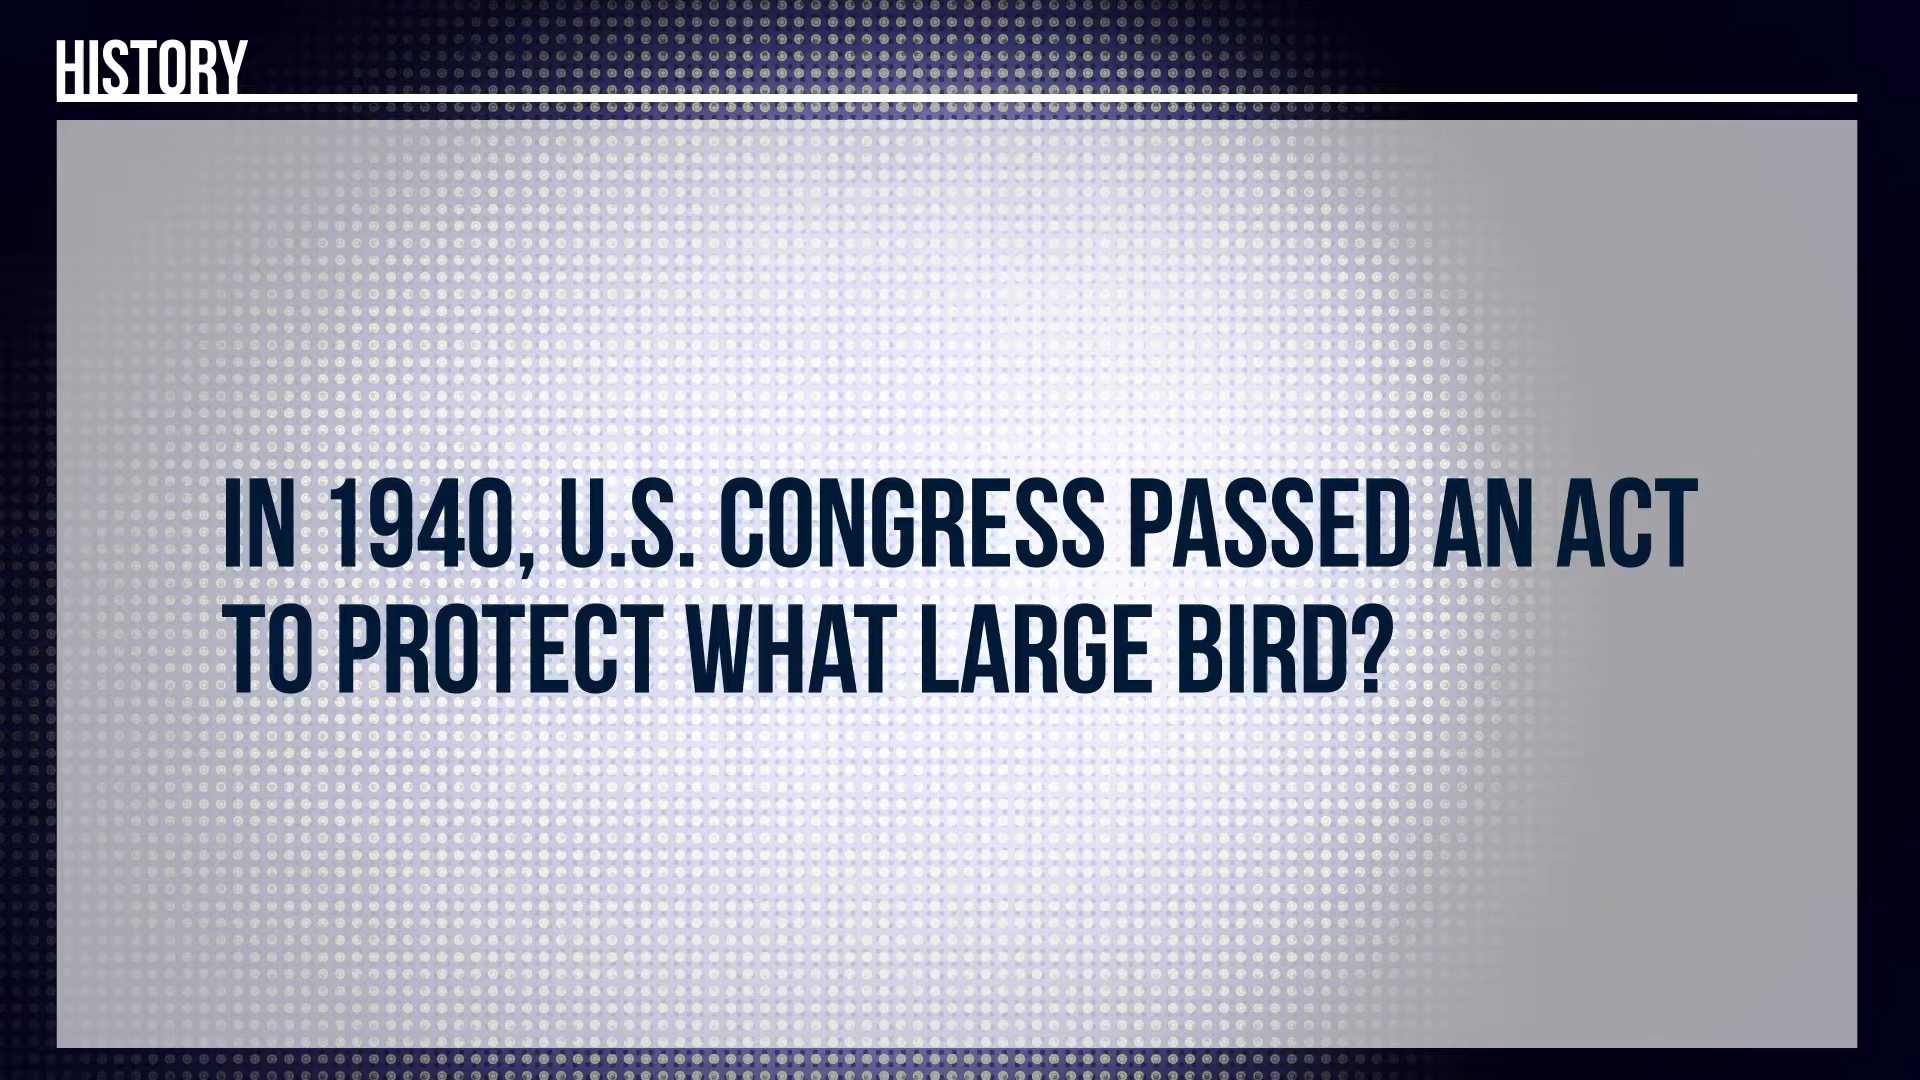 HISTORY
IN 1940, U.S. CONGRESS PASSED AN ACT
TO PROTECT WHAT LARGE BIRD?